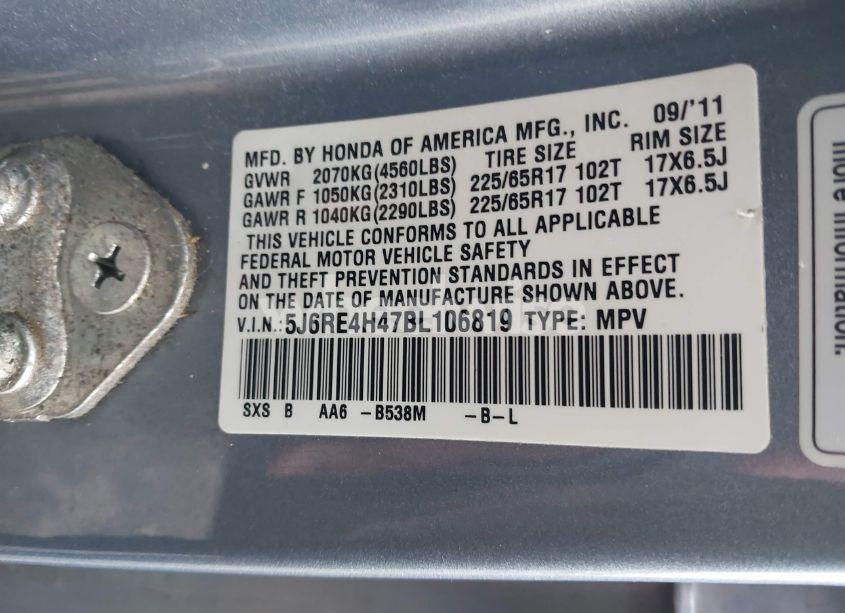 MFD. BY HONDA OF AMERICA MFG., INC. 09/'11
GVWR 2070KG(4560LBS) TIRE SIZE RIM SIZE
GAWR F 1050KG(2310LBS) 225/65R17 102T 17X6.5J
GAWR R 1040KG(2290LBS) 225/65R17 102T 17X6.5J
THIS VEHICLE CONFORMS TO ALL APPLICABLE
FEDERAL MOTOR VEHICLE SAFETY
AND THEFT PREVENTION STANDARDS IN EFFECT
ON THE DATE OF MANUFACTURE SHOWN ABOVE.
V.I.N.: 5J6RE4H47BL106819 TYPE: MPV
SXS B AA6 -B538M -B-L
more information.